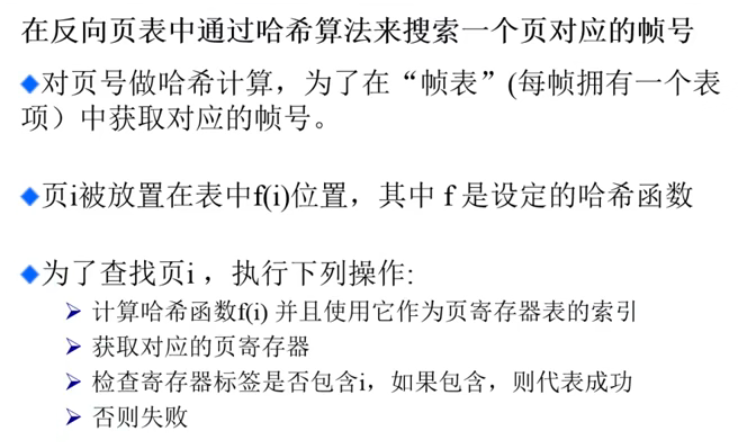 在反向页表中通过哈希算法来搜索一个页对应的帧号
◆对页号做哈希计算，为了在“帧表”(每帧拥有一个表
项）中获取对应的帧号。
◆页i被放置在表中f(i)位置，其中 f 是设定的哈希函数
◆为了查找页i ，执行下列操作:
➢ 计算哈希函数f(i) 并且使用它作为页寄存器表的索引
➢ 获取对应的页寄存器
➢ 检查寄存器标签是否包含i，如果包含，则代表成功
➢ 否则失败